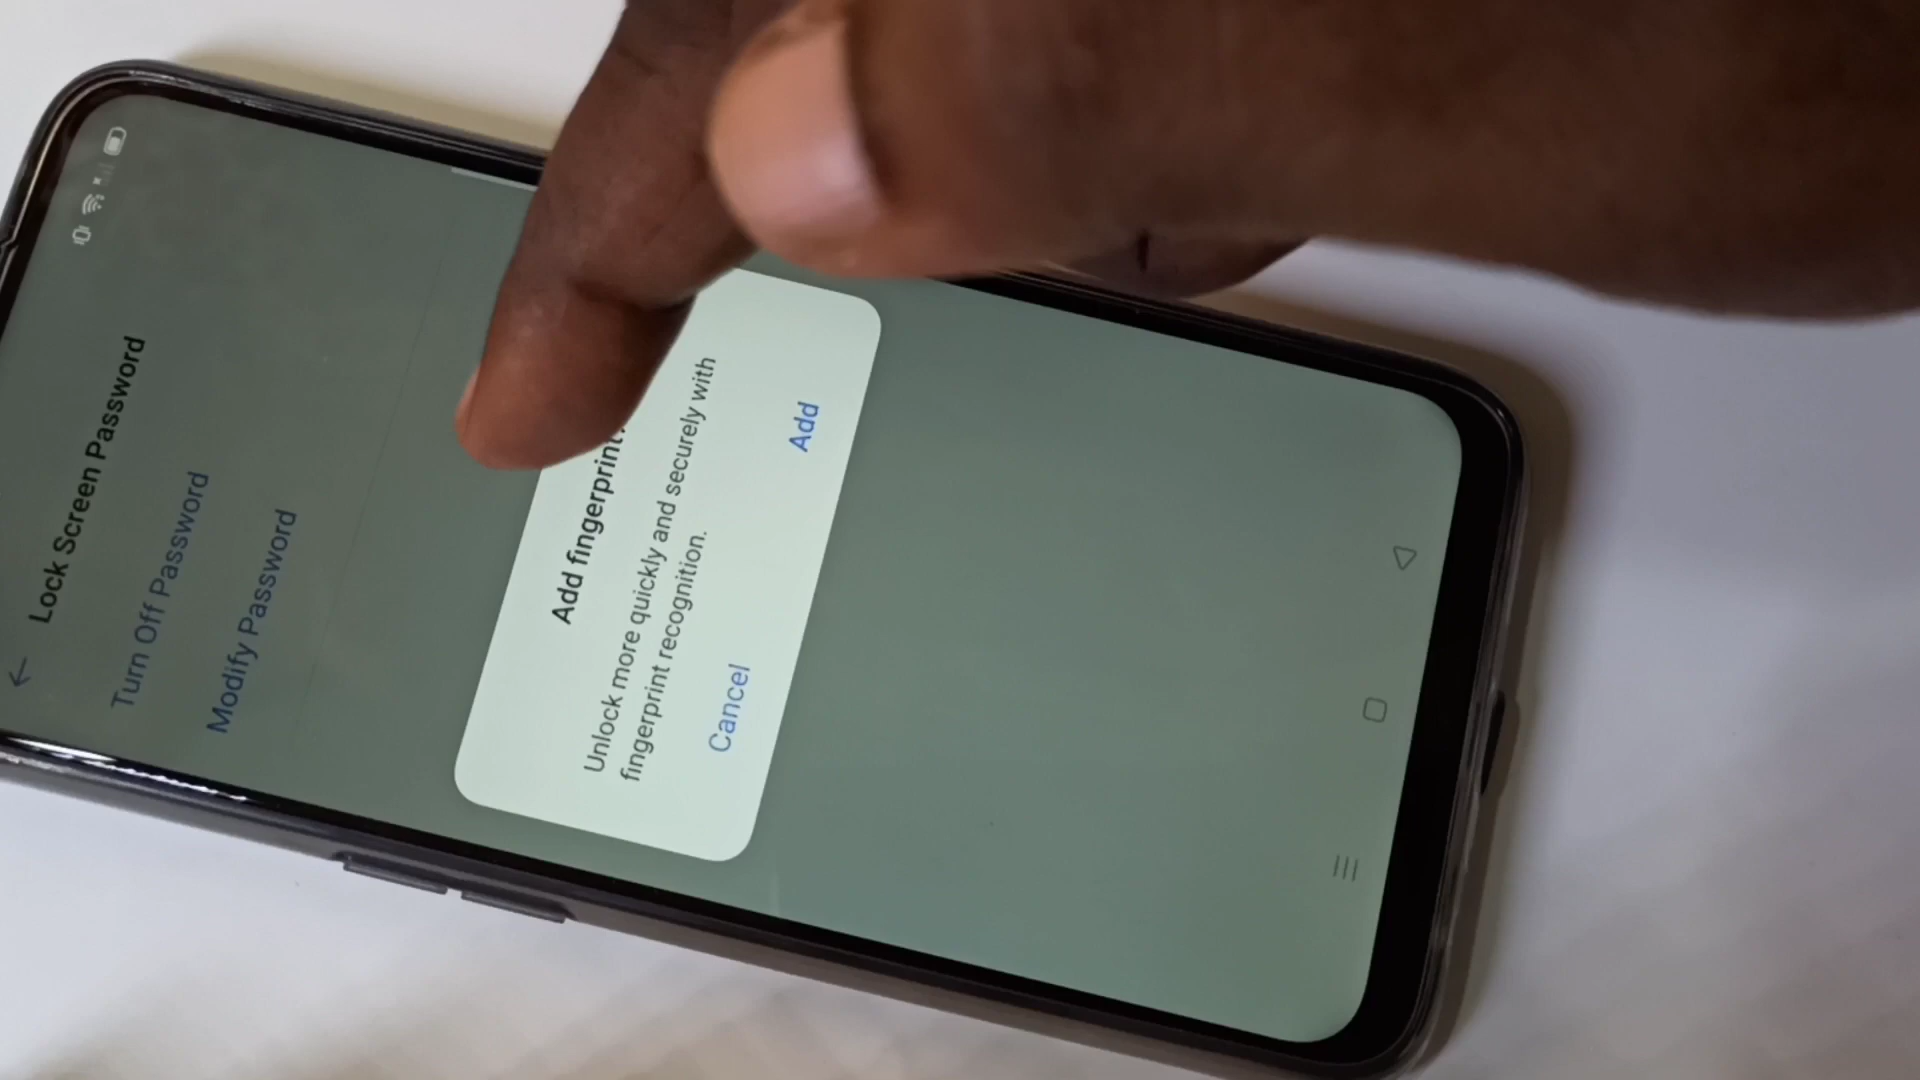 Lock Screen Password
Turn Off Password
Modify Password
Add fingerprint?
Unlock more quickly and securely with
fingerprint recognition.
Cancel
Add